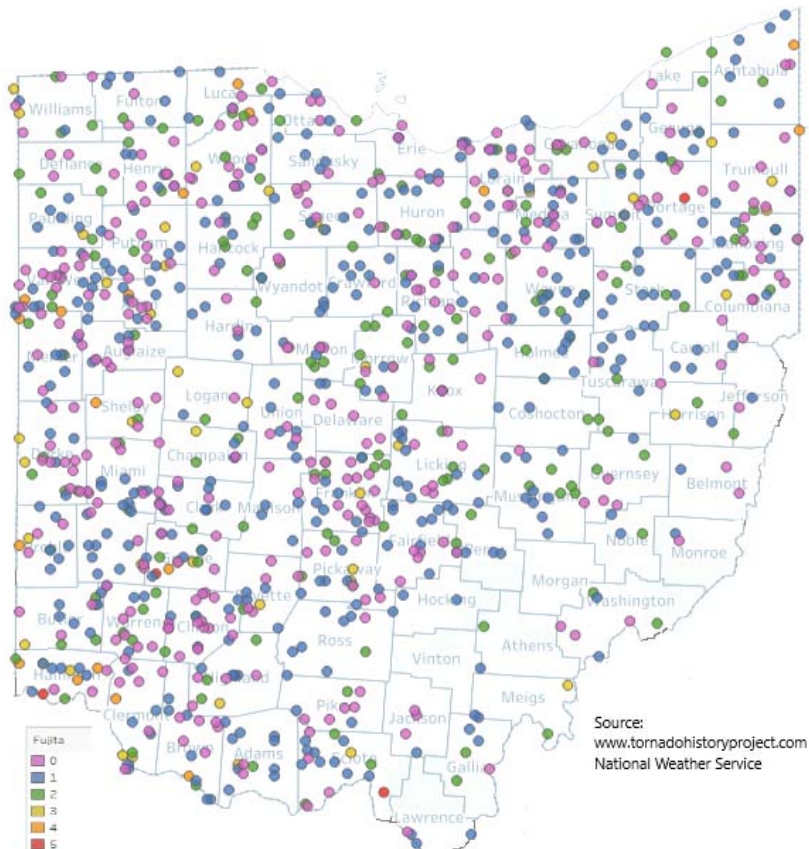 Lake
Ashtabula
Williams
Fulton
Lucas
Ottawa
Geauga
Erie
Defiance
Henry
Wood
Sandusky
Lorain
Trumbull
Paulding
Seneca
Huron
Medina
Summit
Portage
Putnam
Hancock
Mahoning
Wyandot
Crawford
Richland
Wayne
Stark
Columbiana
Hardin
Mercer
Auglaize
Marion
Morrow
Holmes
Carroll
Tuscarawas
Logan
Knox
Shelby
Union
Delaware
Coshocton
Harrison
Jefferson
Darke
Champaign
Licking
Miami
Guernsey
Belmont
Clark
Madison
Franklin
Muskingum
Preble
Greene
Fairfield
Perry
Noble
Monroe
Pickaway
Morgan
Fayette
Hocking
Washington
Butler
Warren
Clinton
Ross
Athens
Vinton
Hamilton
Highland
Meigs
Pike
Clermont
Jackson
Brown
Adams
Scioto
Gallia
Lawrence
Source:
www.tornadohistoryproject.com
National Weather Service
Fujita
0
1
2
3
4
5